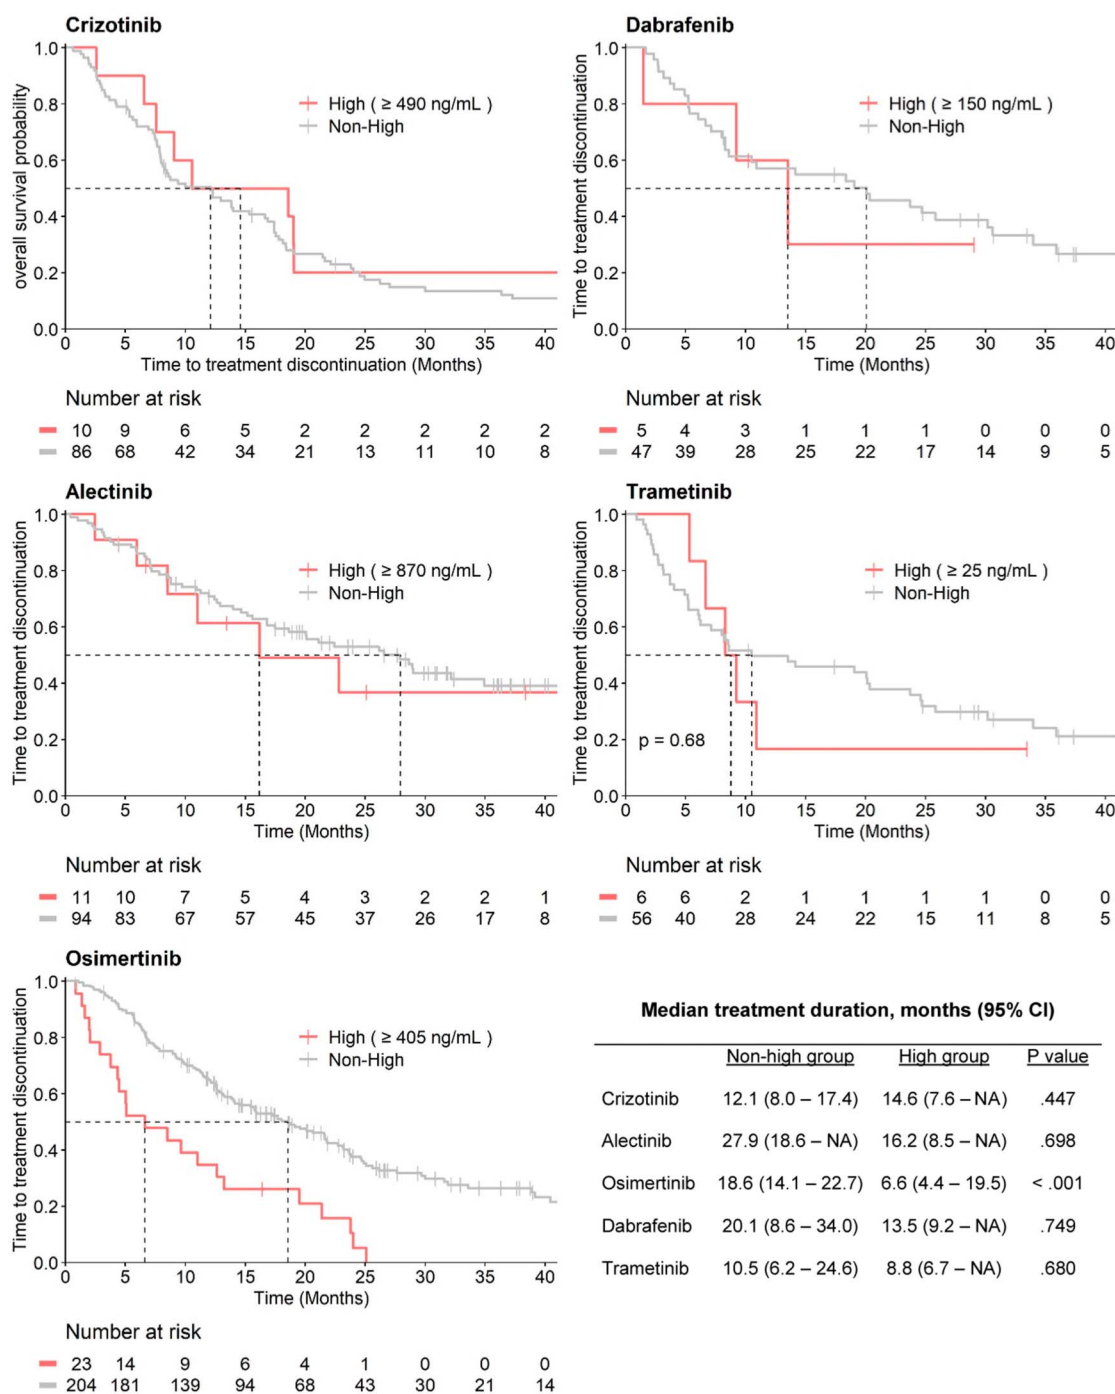 Crizotinib
overall survival probability
1.0
0.8
0.6
0.4
0.2
0.0
High ( ≥ 490 ng/mL )
Non-High
0 5 10 15 20 25 30 35 40
Time to treatment discontinuation (Months)
Number at risk
10 9 6 5 2 2 2 2 2
86 68 42 34 21 13 11 10 8
Dabrafenib
Time to treatment discontinuation
1.0
0.8
0.6
0.4
0.2
0.0
High ( ≥ 150 ng/mL )
Non-High
0 5 10 15 20 25 30 35 40
Time (Months)
Number at risk
5 4 3 1 1 1 0 0 0
47 39 28 25 22 17 14 9 5
Alectinib
Time to treatment discontinuation
1.0
0.8
0.6
0.4
0.2
0.0
High ( ≥ 870 ng/mL )
Non-High
0 5 10 15 20 25 30 35 40
Time (Months)
Number at risk
11 10 7 5 4 3 2 2 1
94 83 67 57 45 37 26 17 8
Trametinib
Time to treatment discontinuation
1.0
0.8
0.6
0.4
0.2
0.0
High ( ≥ 25 ng/mL )
Non-High
p = 0.68
0 5 10 15 20 25 30 35 40
Time (Months)
Number at risk
6 6 2 1 1 1 1 0 0
56 40 28 24 22 15 11 8 5
Osimertinib
Time to treatment discontinuation
1.0
0.8
0.6
0.4
0.2
0.0
High ( ≥ 405 ng/mL )
Non-High
0 5 10 15 20 25 30 35 40
Time (Months)
Number at risk
23 14 9 6 4 1 0 0 0
204 181 139 94 68 43 30 21 14
Median treatment duration, months (95% CI)
Non-high group High group P value
Crizotinib 12.1 (8.0 – 17.4) 14.6 (7.6 – NA) .447
Alectinib 27.9 (18.6 – NA) 16.2 (8.5 – NA) .698
Osimertinib 18.6 (14.1 – 22.7) 6.6 (4.4 – 19.5) < .001
Dabrafenib 20.1 (8.6 – 34.0) 13.5 (9.2 – NA) .749
Trametinib 10.5 (6.2 – 24.6) 8.8 (6.7 – NA) .680